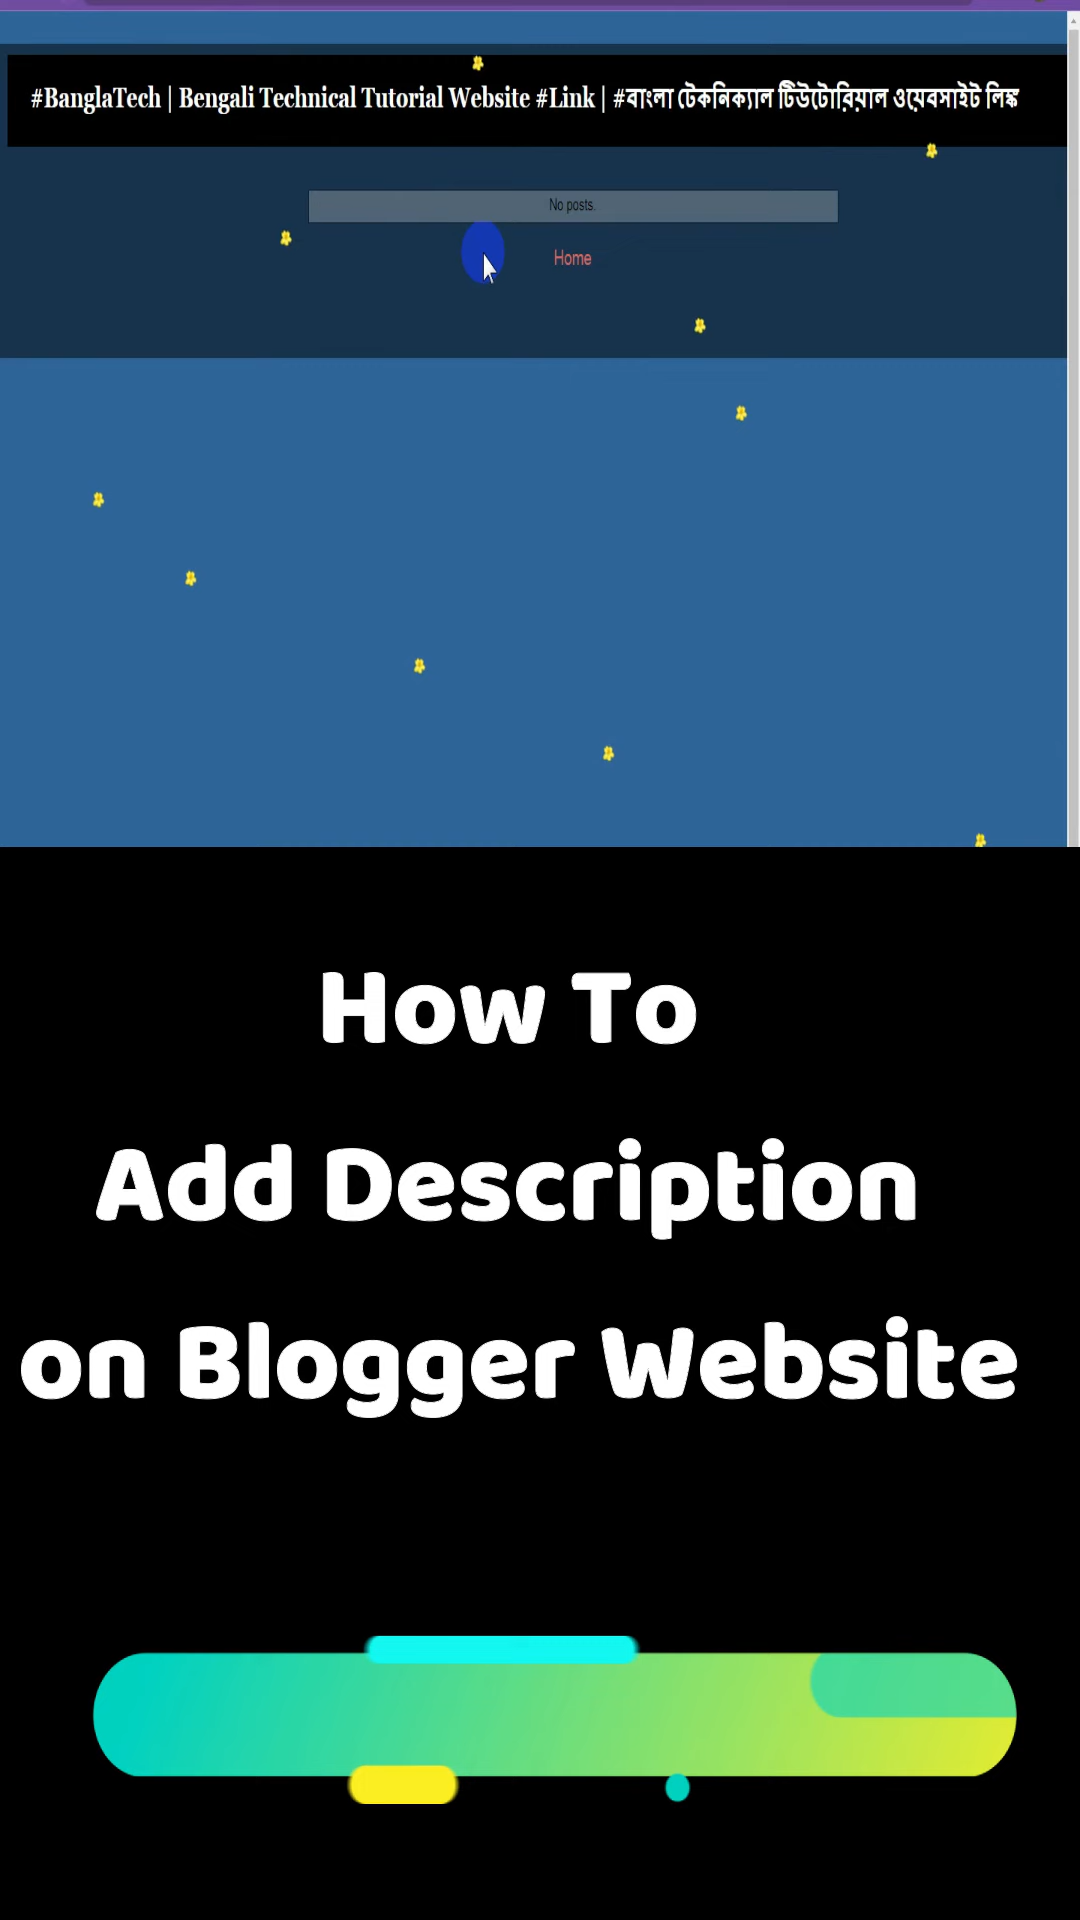 #BanglaTech | Bengali Technical Tutorial Website #Link | #বাংলা টেকনিক্যাল টিউটোরিয়াল ওয়েবসাইট লিঙ্ক
No posts.
Home
How To
Add Description
on Blogger Website